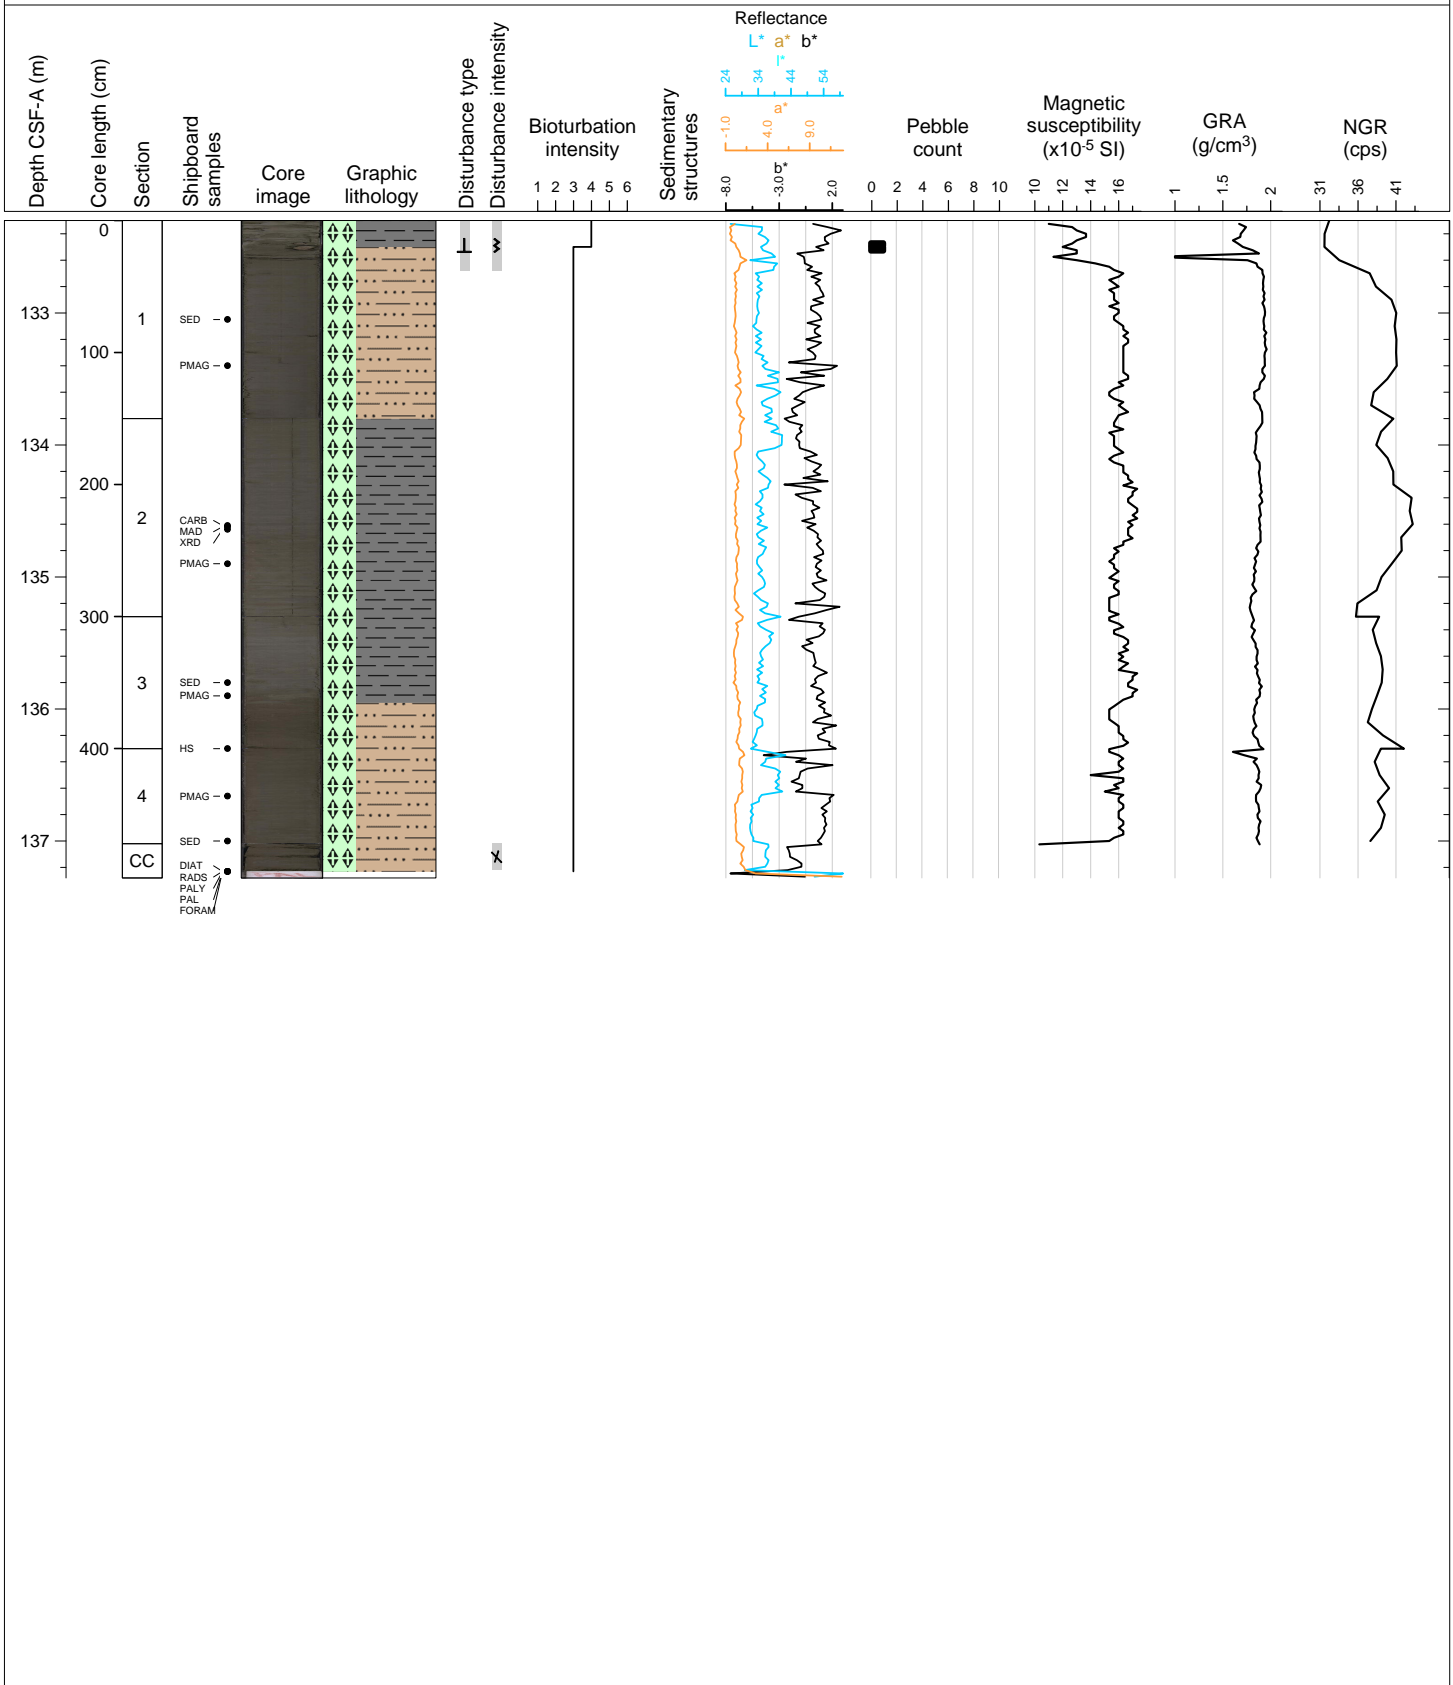 Reflectance
L* a* b*
l*
24 34 44 54
a*
-1.0 4.0 9.0
b*
-8.0 -3.0 2.0
Depth CSF-A (m)
Core length (cm)
Section
Shipboard samples
Core image
Graphic lithology
Disturbance type
Disturbance intensity
Bioturbation intensity
1 2 3 4 5 6
Sedimentary structures
Pebble count
0 2 4 6 8 10
Magnetic susceptibility (x10-5 SI)
10 12 14 16
GRA (g/cm3)
1 1.5 2
NGR (cps)
31 36 41
0
133
1
SED
100
PMAG
134
200
2
CARB
MAD
XRD
PMAG
135
300
3
SED
PMAG
136
400
HS
4
PMAG
137
SED
CC
DIAT
RADS
PALY
PAL
FORAM